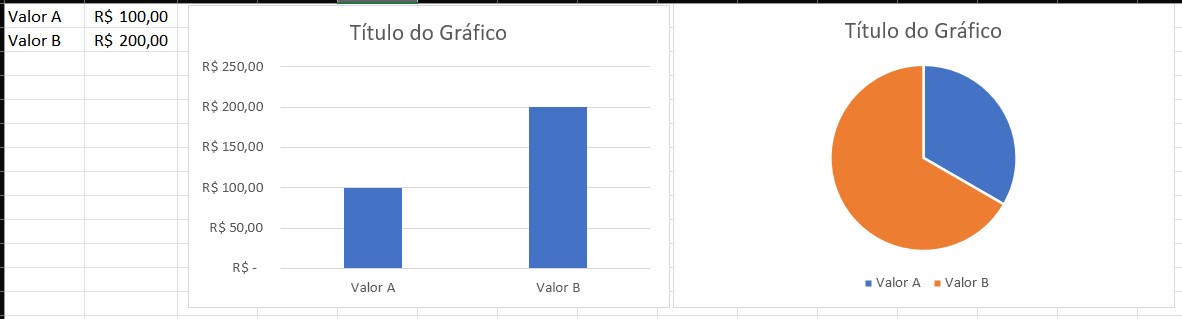 Valor A R$ 100,00
Valor B R$ 200,00
Título do Gráfico
R$ 250,00
R$ 200,00
R$ 150,00
R$ 100,00
R$ 50,00
R$ -
Valor A Valor B
Título do Gráfico
Valor A Valor B